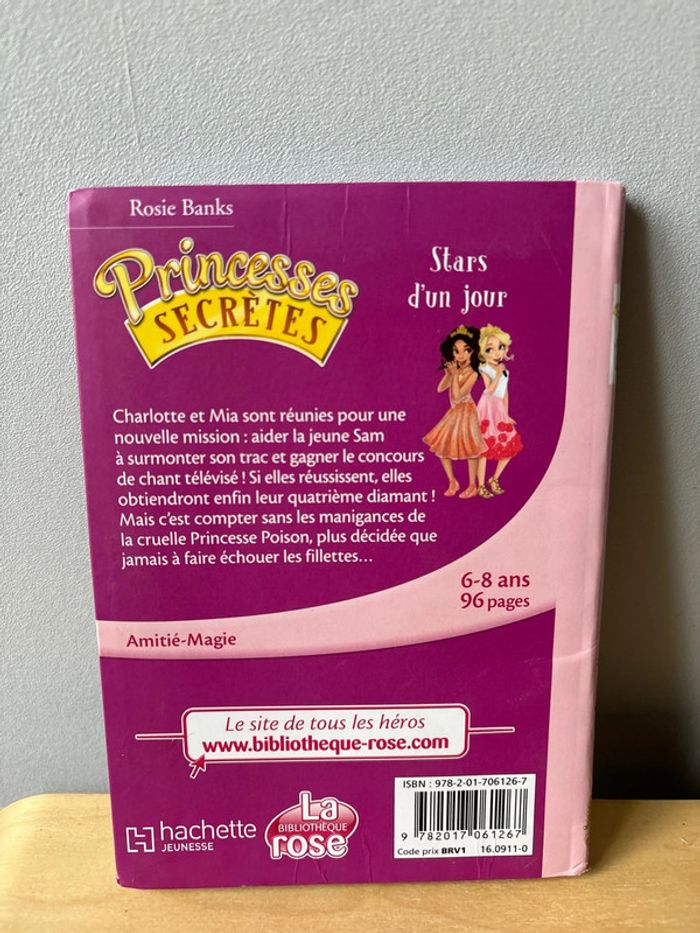 Rosie Banks
Princesses
SECRÈTES
Stars
d'un jour
Charlotte et Mia sont réunies pour une
nouvelle mission : aider la jeune Sam
à surmonter son trac et gagner le concours
de chant télévisé ! Si elles réussissent, elles
obtiendront enfin leur quatrième diamant !
Mais c'est compter sans les manigances de
la cruelle Princesse Poison, plus décidée que
jamais à faire échouer les fillettes...
6-8 ans
96 pages
Amitié-Magie
Le site de tous les héros
www.bibliotheque-rose.com
hachette
JEUNESSE
La
BIBLIOTHÈQUE
rose
ISBN : 978-2-01-706126-7
9 782017 061267
Code prix BRV1 16.0911-0